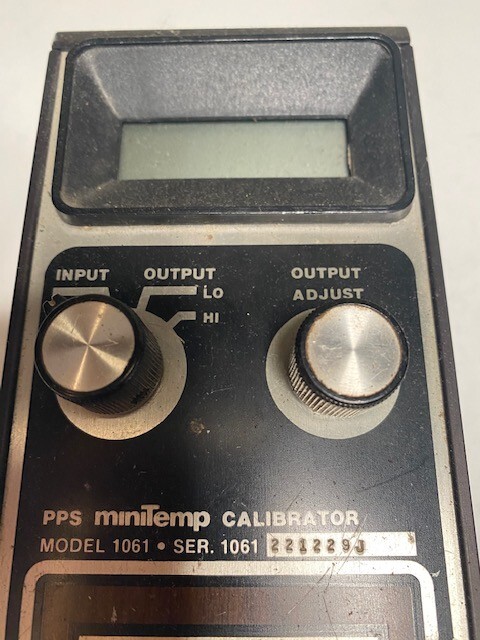 INPUT OUTPUT OUTPUT
LO ADJUST
HI
PPS miniTemp CALIBRATOR
MODEL 1061 • SER. 1061 221229J